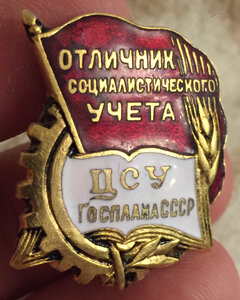 ОТЛИЧНИК
СОЦИАЛИСТИЧЕСКОГО
УЧЕТА
ЦСУ
ГОСПЛАНА СССР